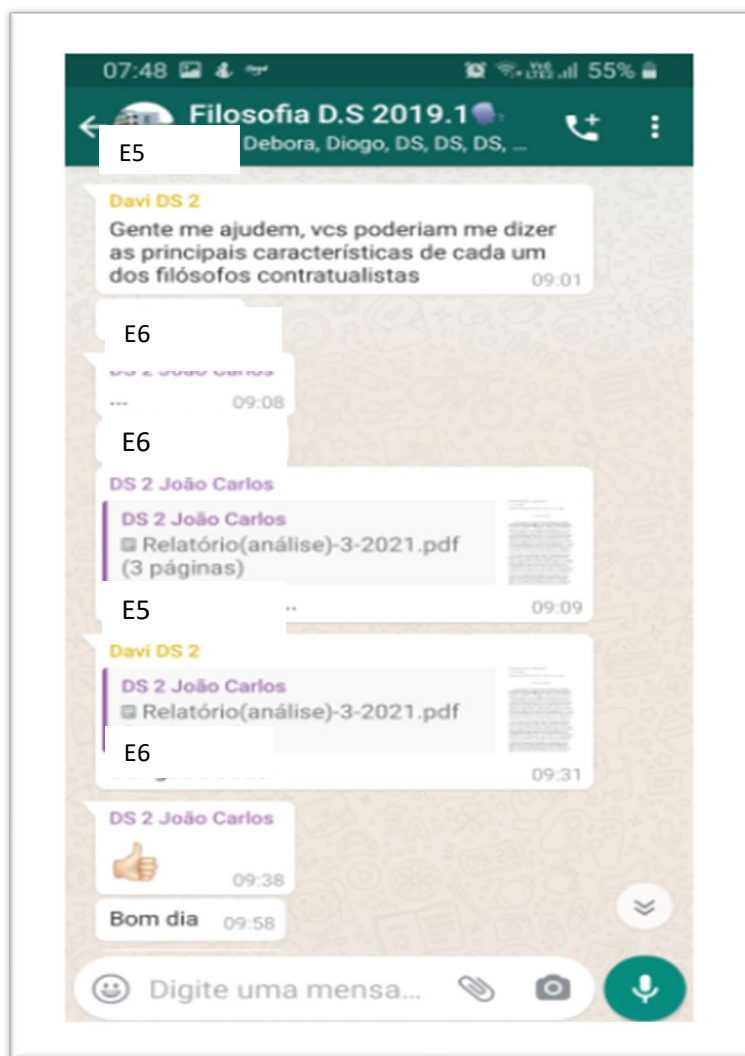 07:48 55%
Filosofia D.S 2019.1
E5 Debora, Diogo, DS, DS, DS, ...
Davi DS 2
Gente me ajudem, vcs poderiam me dizer
as principais características de cada um
dos filósofos contratualistas 09:01
E6
DS 2 João Carlos
... 09:08
E6
DS 2 João Carlos
DS 2 João Carlos
Relatório(análise)-3-2021.pdf
(3 páginas)
E5 09:09
Davi DS 2
DS 2 João Carlos
Relatório(análise)-3-2021.pdf
E6 09:31
DS 2 João Carlos
09:38
Bom dia 09:58
Digite uma mensa...